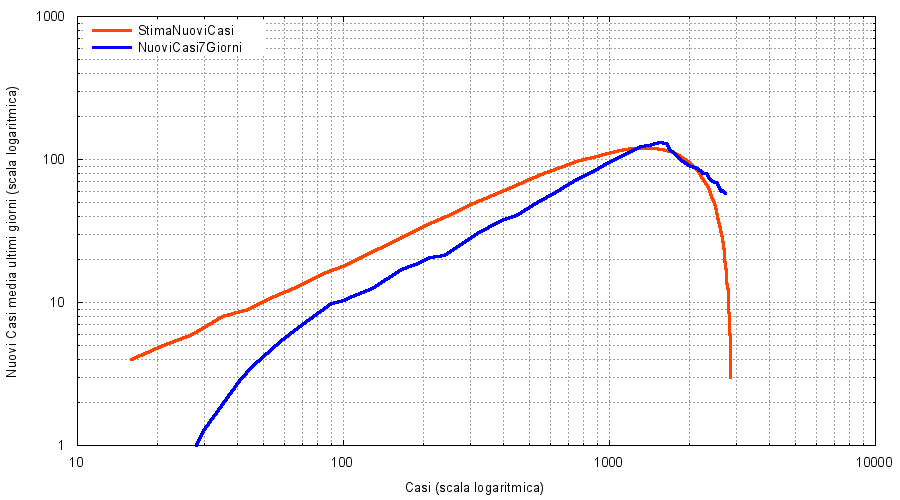 1000
StimaNuoviCasi
NuoviCasi7Giorni
100
10
1
Nuovi Casi media ultimi giorni (scala logaritmica)
10
100
1000
10000
Casi (scala logaritmica)